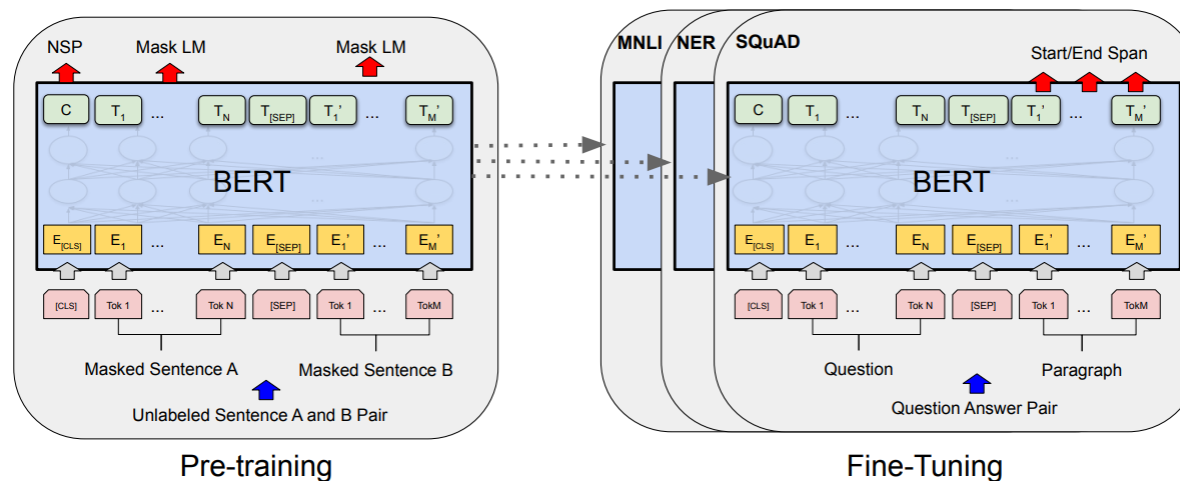 NSP Mask LM Mask LM
C T1 ... TN T[SEP] T1' ... TM'
...
...
BERT
E[CLS] E1 ... EN E[SEP] E1' ... EM'
[CLS] Tok 1 ... Tok N [SEP] Tok 1 ... TokM
Masked Sentence A Masked Sentence B
Unlabeled Sentence A and B Pair
Pre-training
MNLI NER SQuAD
Start/End Span
C T1 ... TN T[SEP] T1' ... TM'
...
...
BERT
E[CLS] E1 ... EN E[SEP] E1' ... EM'
[CLS] Tok 1 ... Tok N [SEP] Tok 1 ... TokM
Question Paragraph
Question Answer Pair
Fine-Tuning